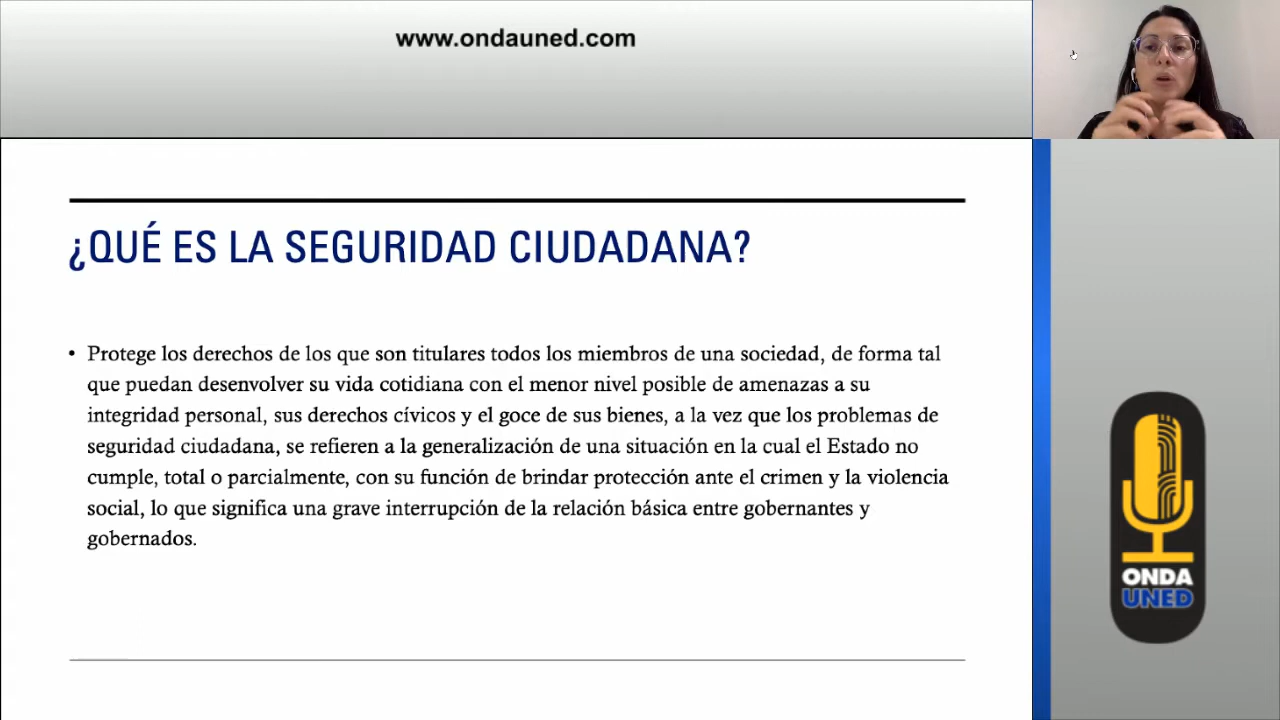 www.ondauned.com
¿QUÉ ES LA SEGURIDAD CIUDADANA?
• Protege los derechos de los que son titulares todos los miembros de una sociedad, de forma tal
que puedan desenvolver su vida cotidiana con el menor nivel posible de amenazas a su
integridad personal, sus derechos cívicos y el goce de sus bienes, a la vez que los problemas de
seguridad ciudadana, se refieren a la generalización de una situación en la cual el Estado no
cumple, total o parcialmente, con su función de brindar protección ante el crimen y la violencia
social, lo que significa una grave interrupción de la relación básica entre gobernantes y
gobernados.
ONDA
UNED